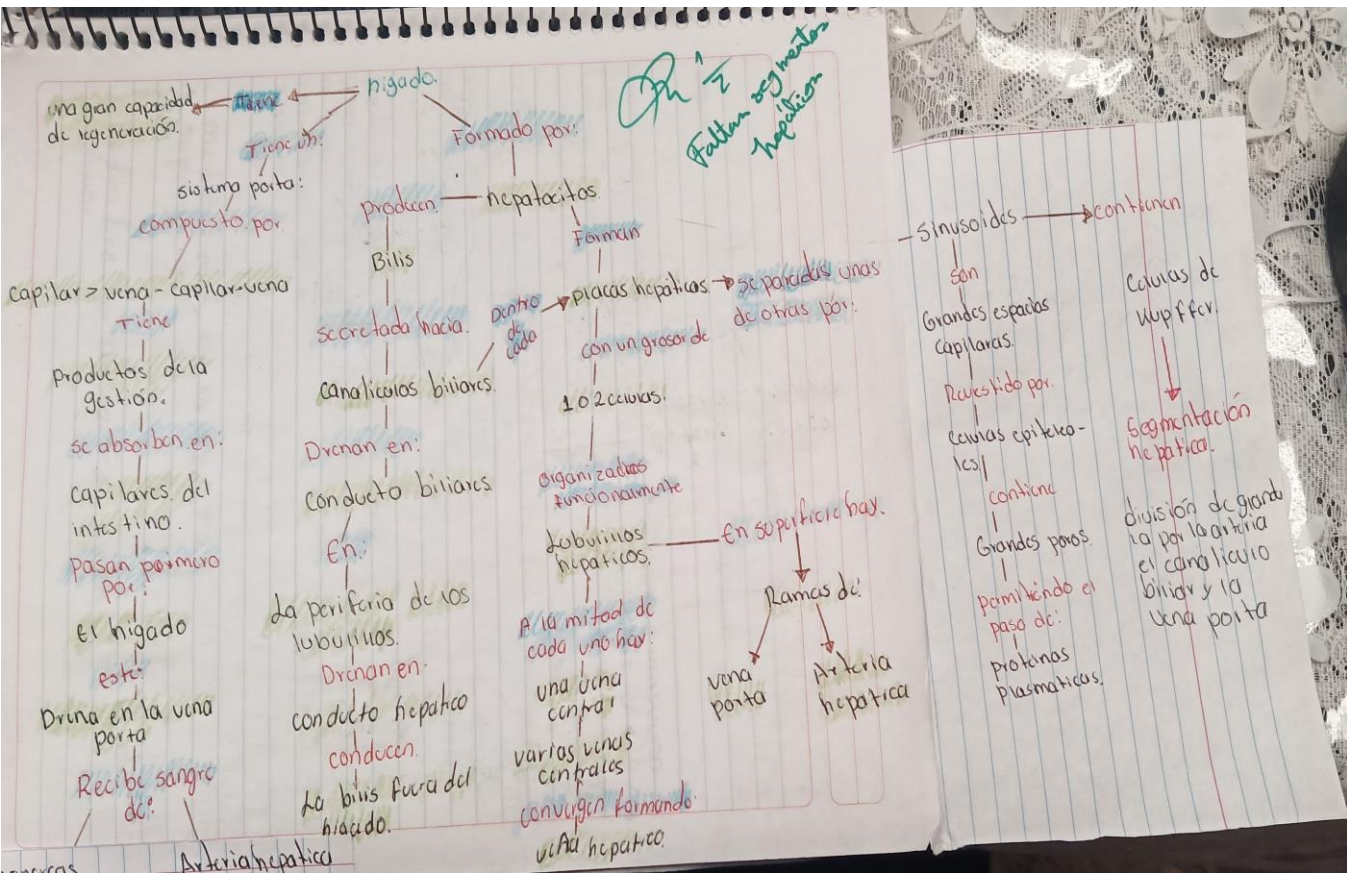 hígado.
una gran capacidad
de regeneración.
Tiene
Tiene un:
sistema porta:
compuesto por
capilar > vena - capilar - vena
Tiene
productos de la
gestión.
se absorben en:
capilares del
intestino.
Pasan pormero
por:
el hígado
este:
Drena en la vena
porta
Recibe sangre
de:
Arteria hepatica
Formado por:
hepatocitos.
producen
Bilis
secretada hacia.
canaliculos biliares.
Dentro
de
cada
Drenan en:
conducto biliares
En:
La periferia de los
lobulillos.
Drenan en:
conducto hepatico
conducen.
La bilis fuera del
higado.
Forman
placas hepáticas
separadas unas
de otras por:
con un grosor de
1 o 2 celulas.
organizados
funcionalmente
Lobulillos
hepaticos.
En superficie hay.
Ramas de:
vena
porta
Arteria
hepatica
A la mitad de
cada uno hay:
una vena
central
varias venas
centrales
convergen formando.
vena hepatico.
1/2
Faltan segmentos
hepáticos
- Sinusoides
contienen
son
Grandes espacios
capilares.
Revestido por.
celulas epiteleo-
les
contiene
Grandes poros.
permitiendo el
paso de:
proteinas
plasmaticas.
Celulas de
kupffer.
Segmentación
hepatica.
división de gland
la por la arteria
el canaliculo
biliar y la
vena porta